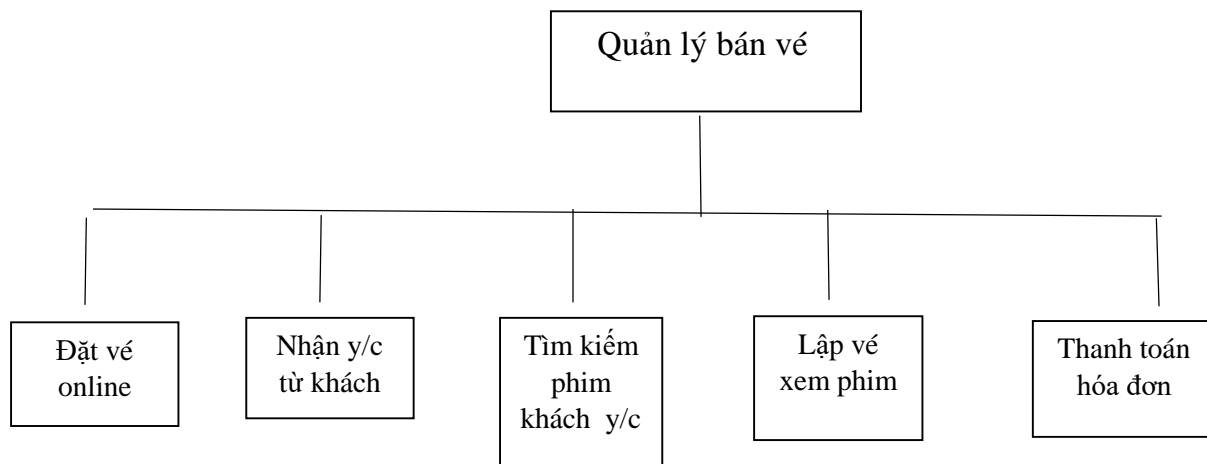 Quản lý bán vé
Đặt vé
online
Nhận y/c
từ khách
Tìm kiếm
phim
khách y/c
Lập vé
xem phim
Thanh toán
hóa đơn